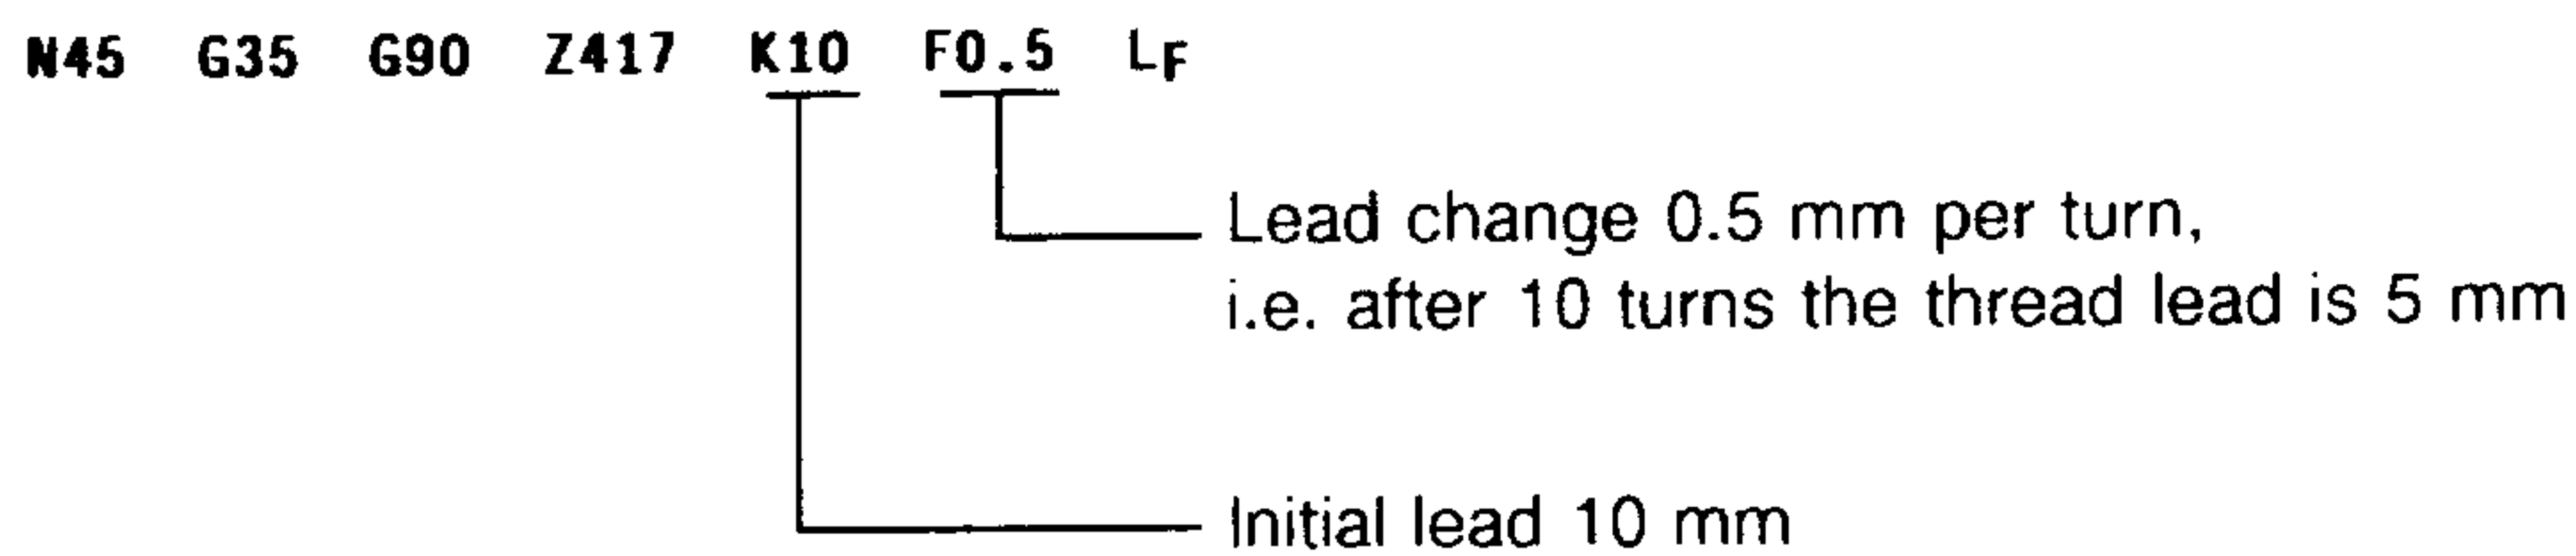 N45 G35 G90 Z417 K10 F0.5 LF
Lead change 0.5 mm per turn,
i.e. after 10 turns the thread lead is 5 mm
Initial lead 10 mm